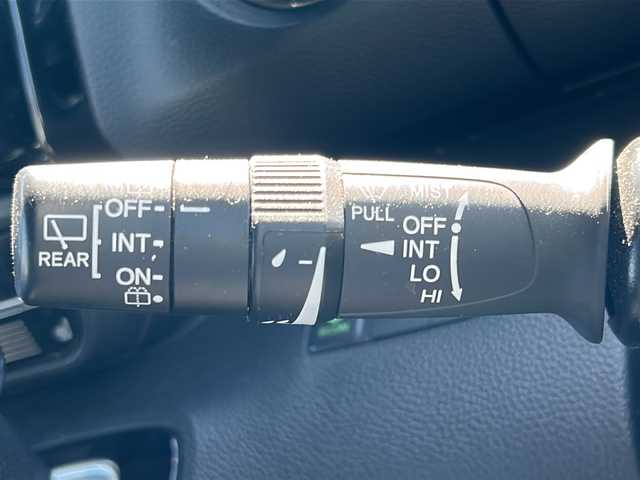 REAR
OFF
INT
ON
PULL
MIST
OFF
INT
LO
HI